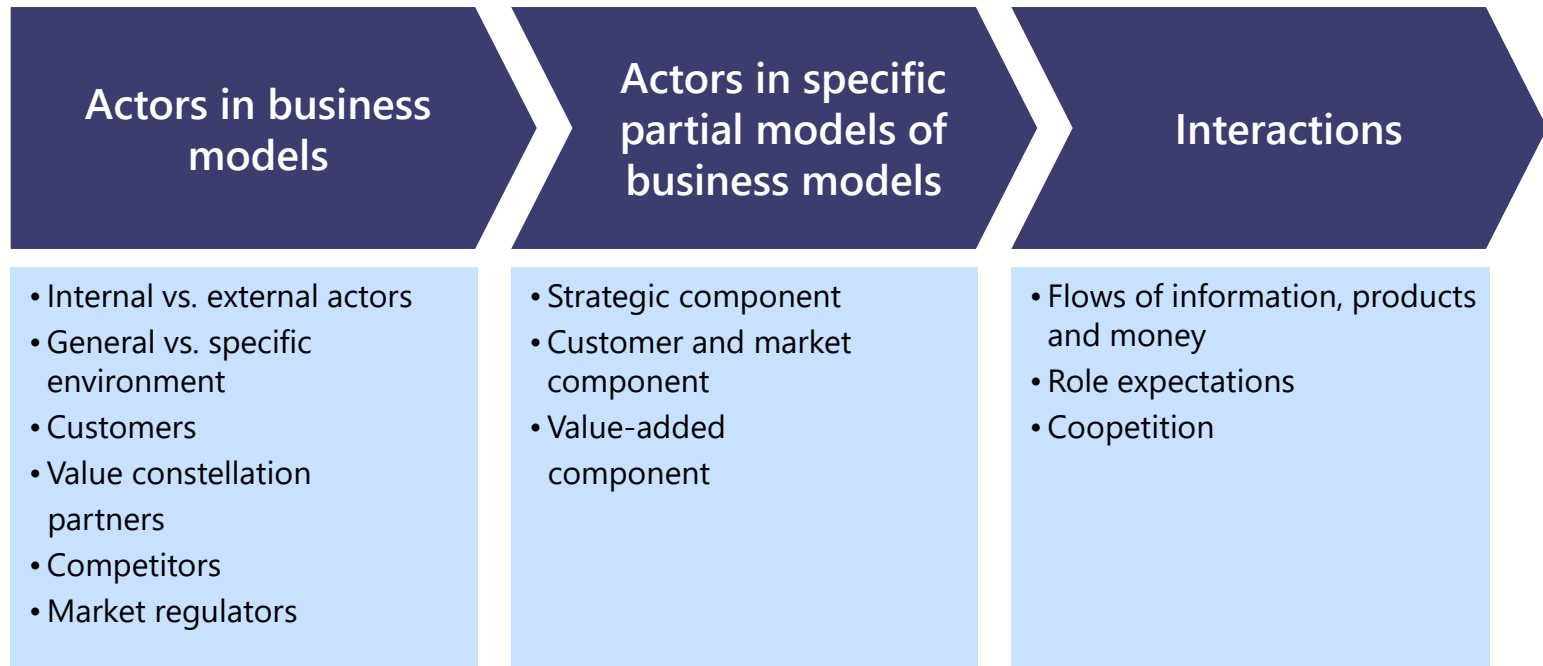 Actors in business
models
• Internal vs. external actors
• General vs. specific
environment
• Customers
• Value constellation
partners
• Competitors
• Market regulators
Actors in specific
partial models of
business models
• Strategic component
• Customer and market
component
• Value-added
component
Interactions
• Flows of information, products
and money
• Role expectations
• Coopetition